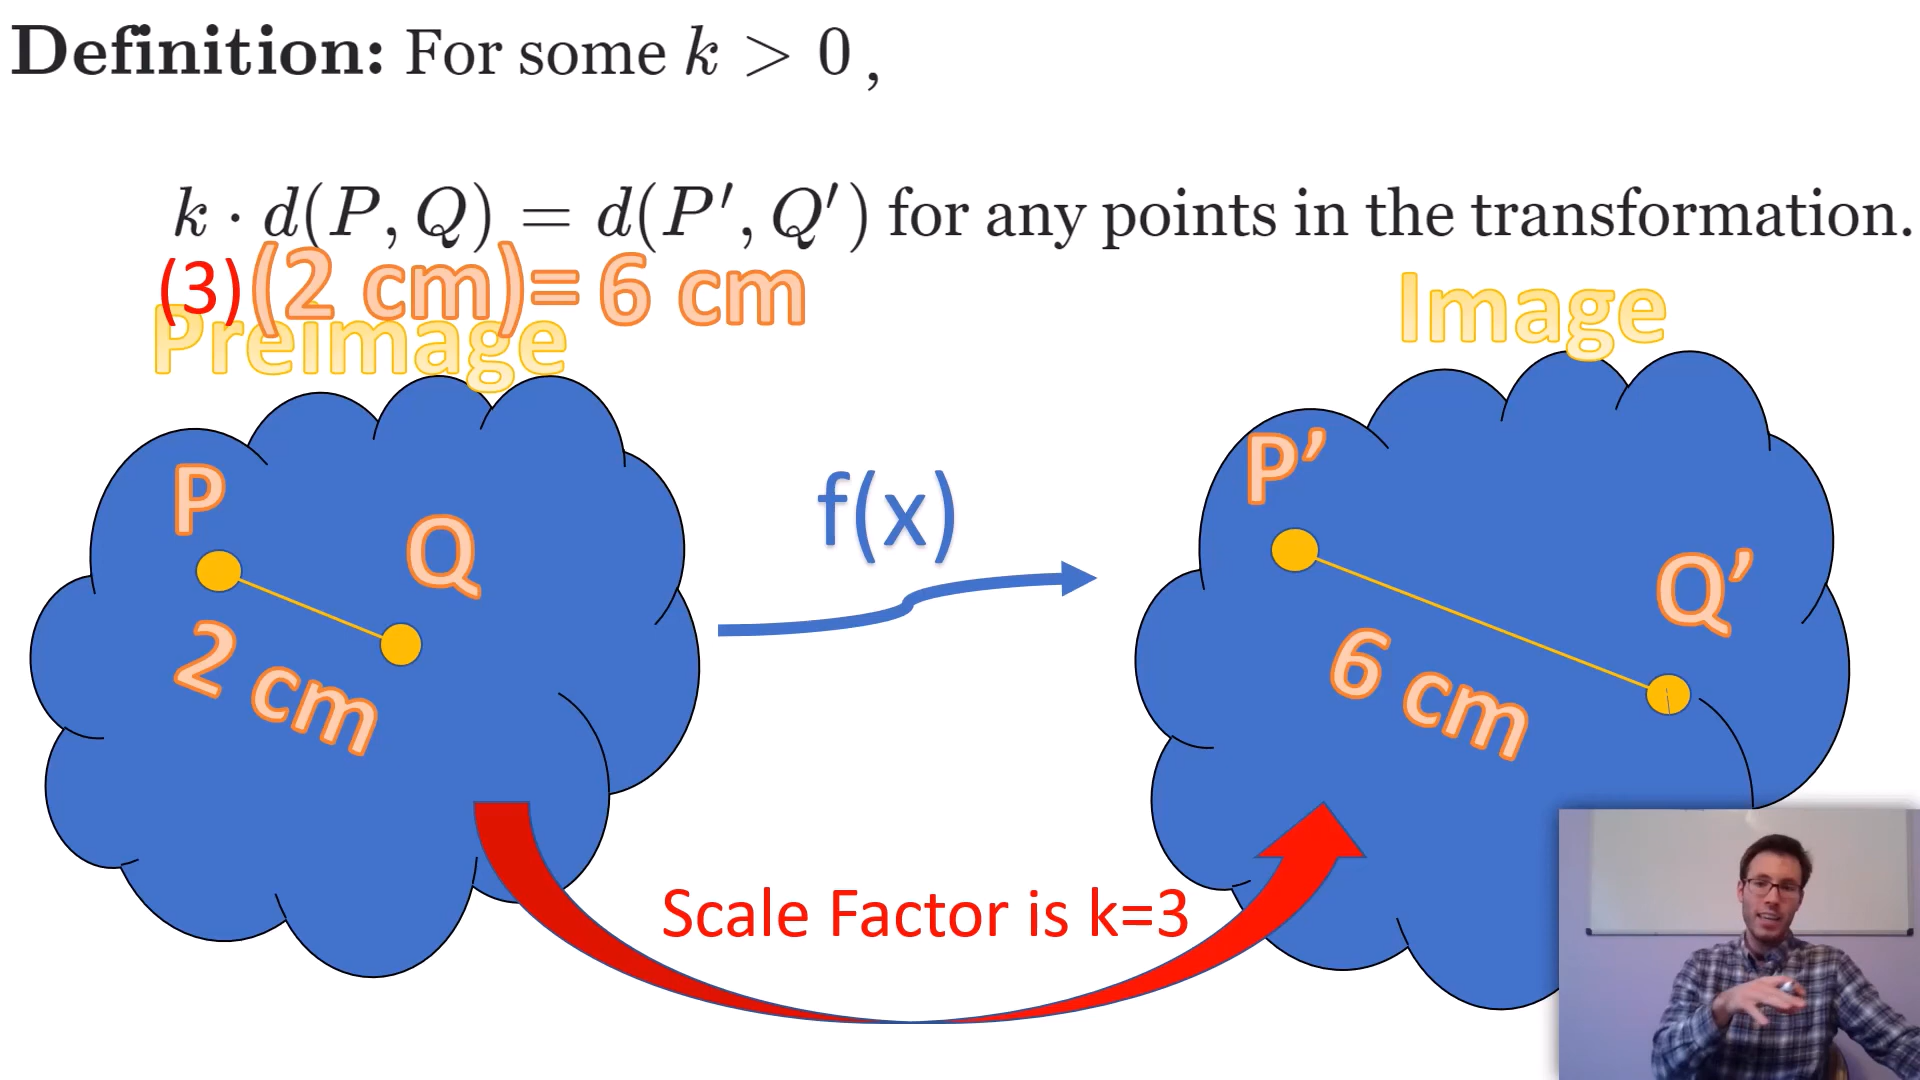 Definition: For some k > 0 ,
k · d(P, Q) = d(P′, Q′) for any points in the transformation.
(3)(2 cm)= 6 cm
Preimage
Image
P
Q
2 cm
f(x)
P’
Q’
6 cm
Scale Factor is k=3